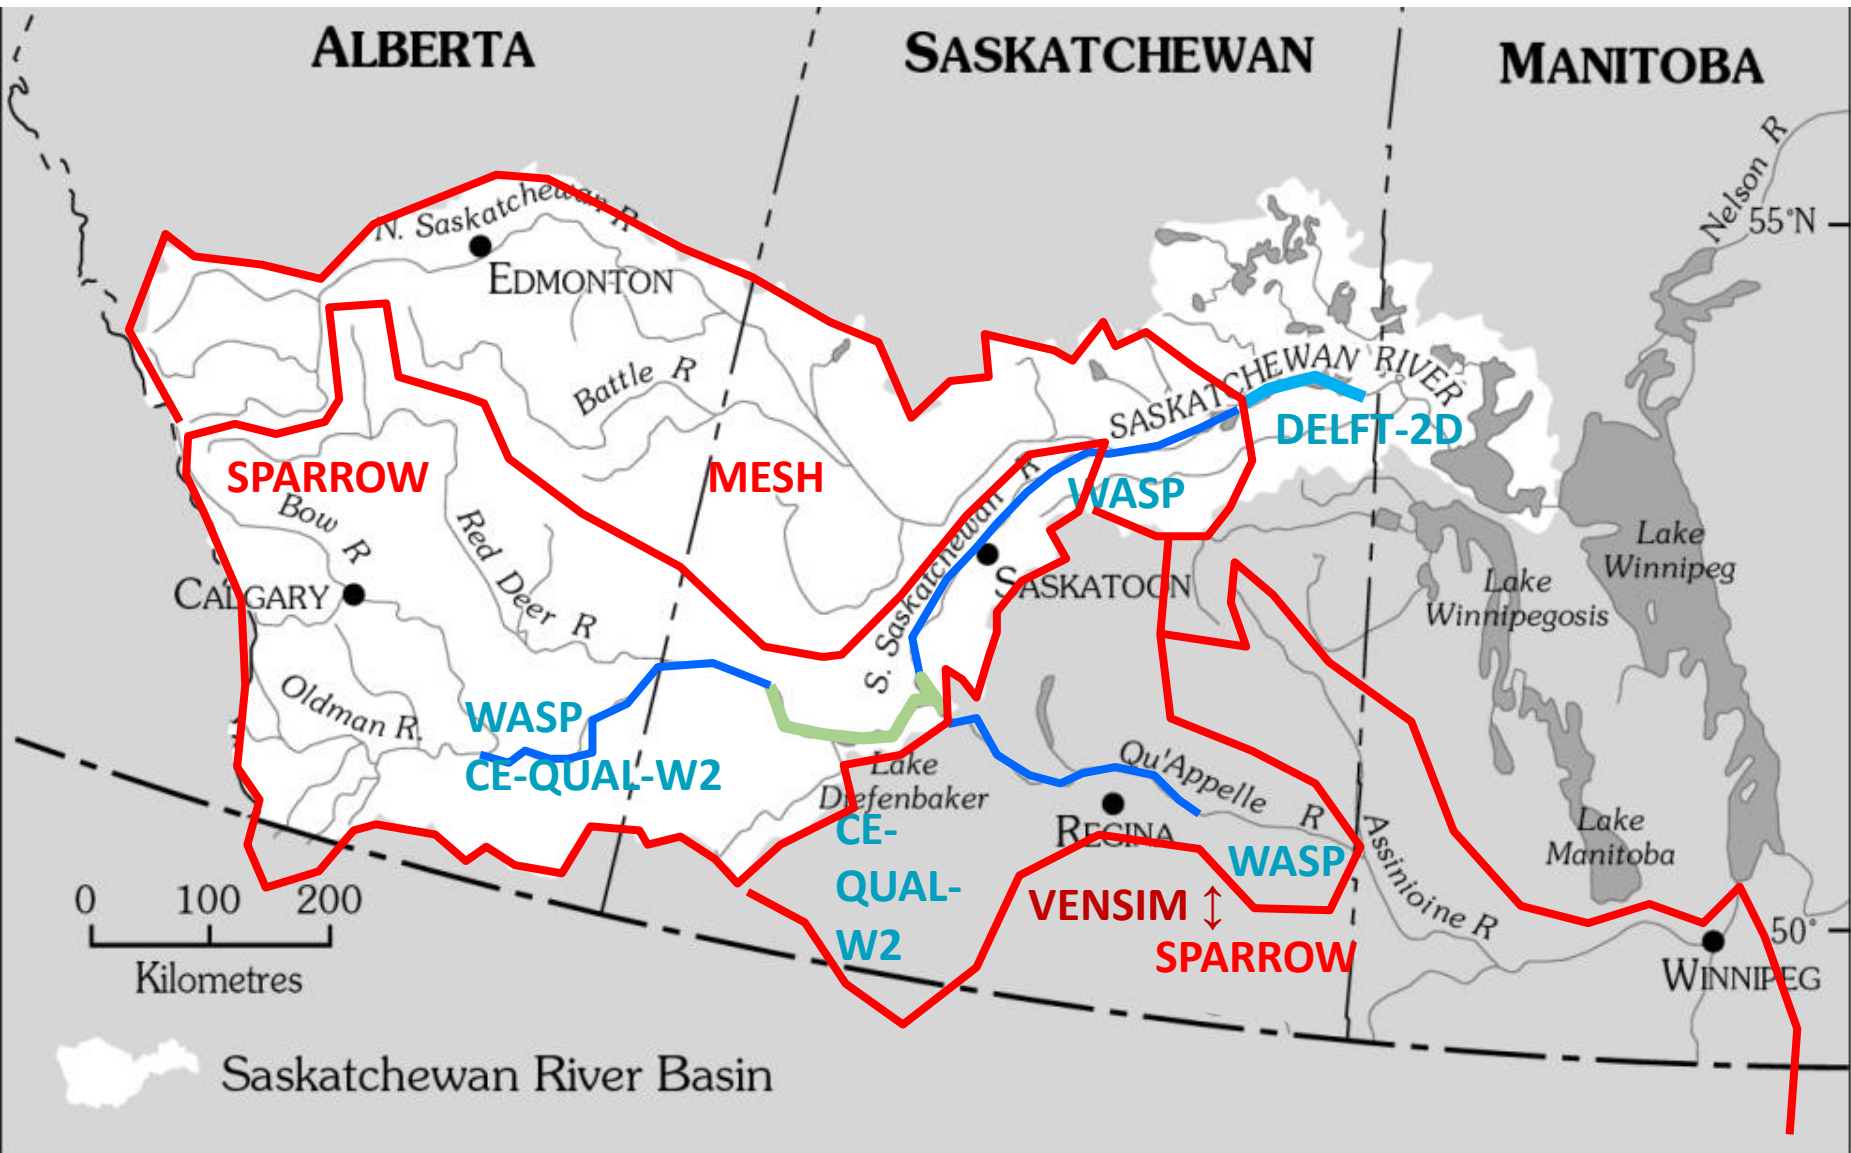 ALBERTA
SASKATCHEWAN
MANITOBA
Nelson R
55°N
N. Saskatchewan R
EDMONTON
Battle R
SASKATCHEWAN RIVER
DELFT-2D
SPARROW
MESH
WASP
Bow R
Red Deer R
S. Saskatchewan R
SASKATOON
Lake
Winnipeg
Lake
Winnipegosis
CALGARY
Oldman R.
WASP
CE-QUAL-W2
Lake
Diefenbaker
CE-
QUAL-
W2
Qu'Appelle R
REGINA
WASP
Assinioine R
Lake
Manitoba
VENSIM ↕
SPARROW
50°
WINNIPEG
0 100 200
Kilometres
Saskatchewan River Basin